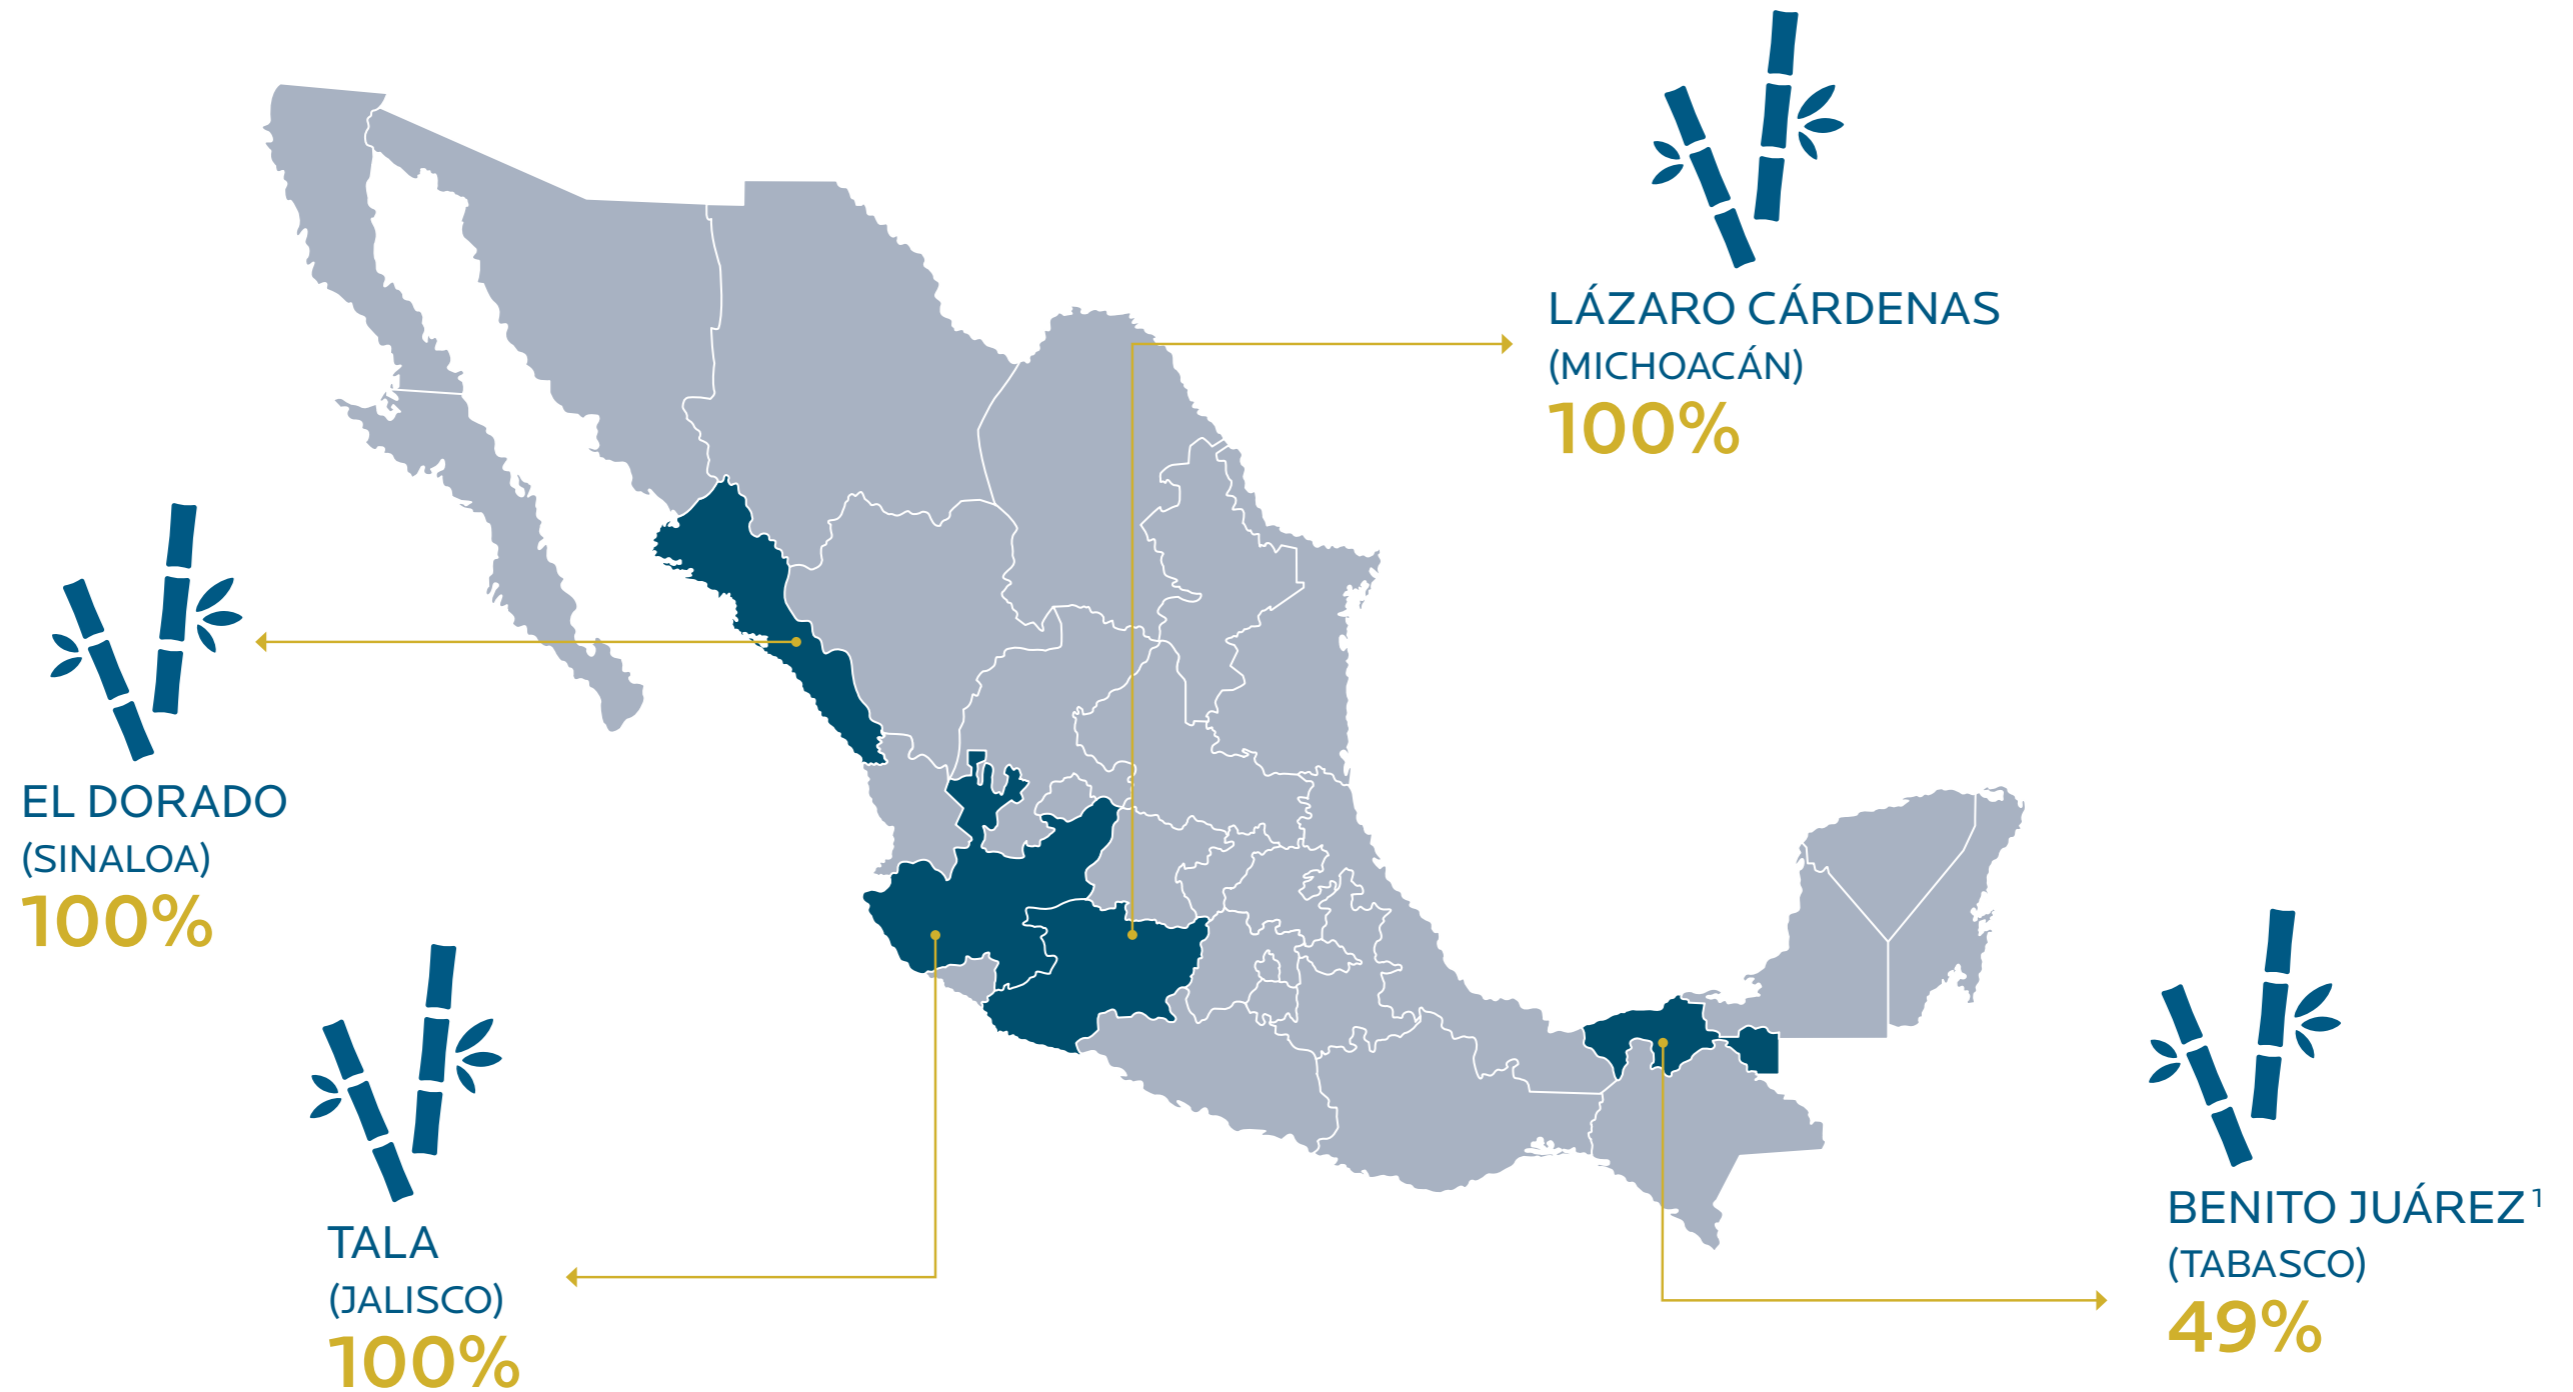 LÁZARO CÁRDENAS
(MICHOACÁN)
100%
EL DORADO
(SINALOA)
100%
TALA
(JALISCO)
100%
BENITO JUÁREZ¹
(TABASCO)
49%